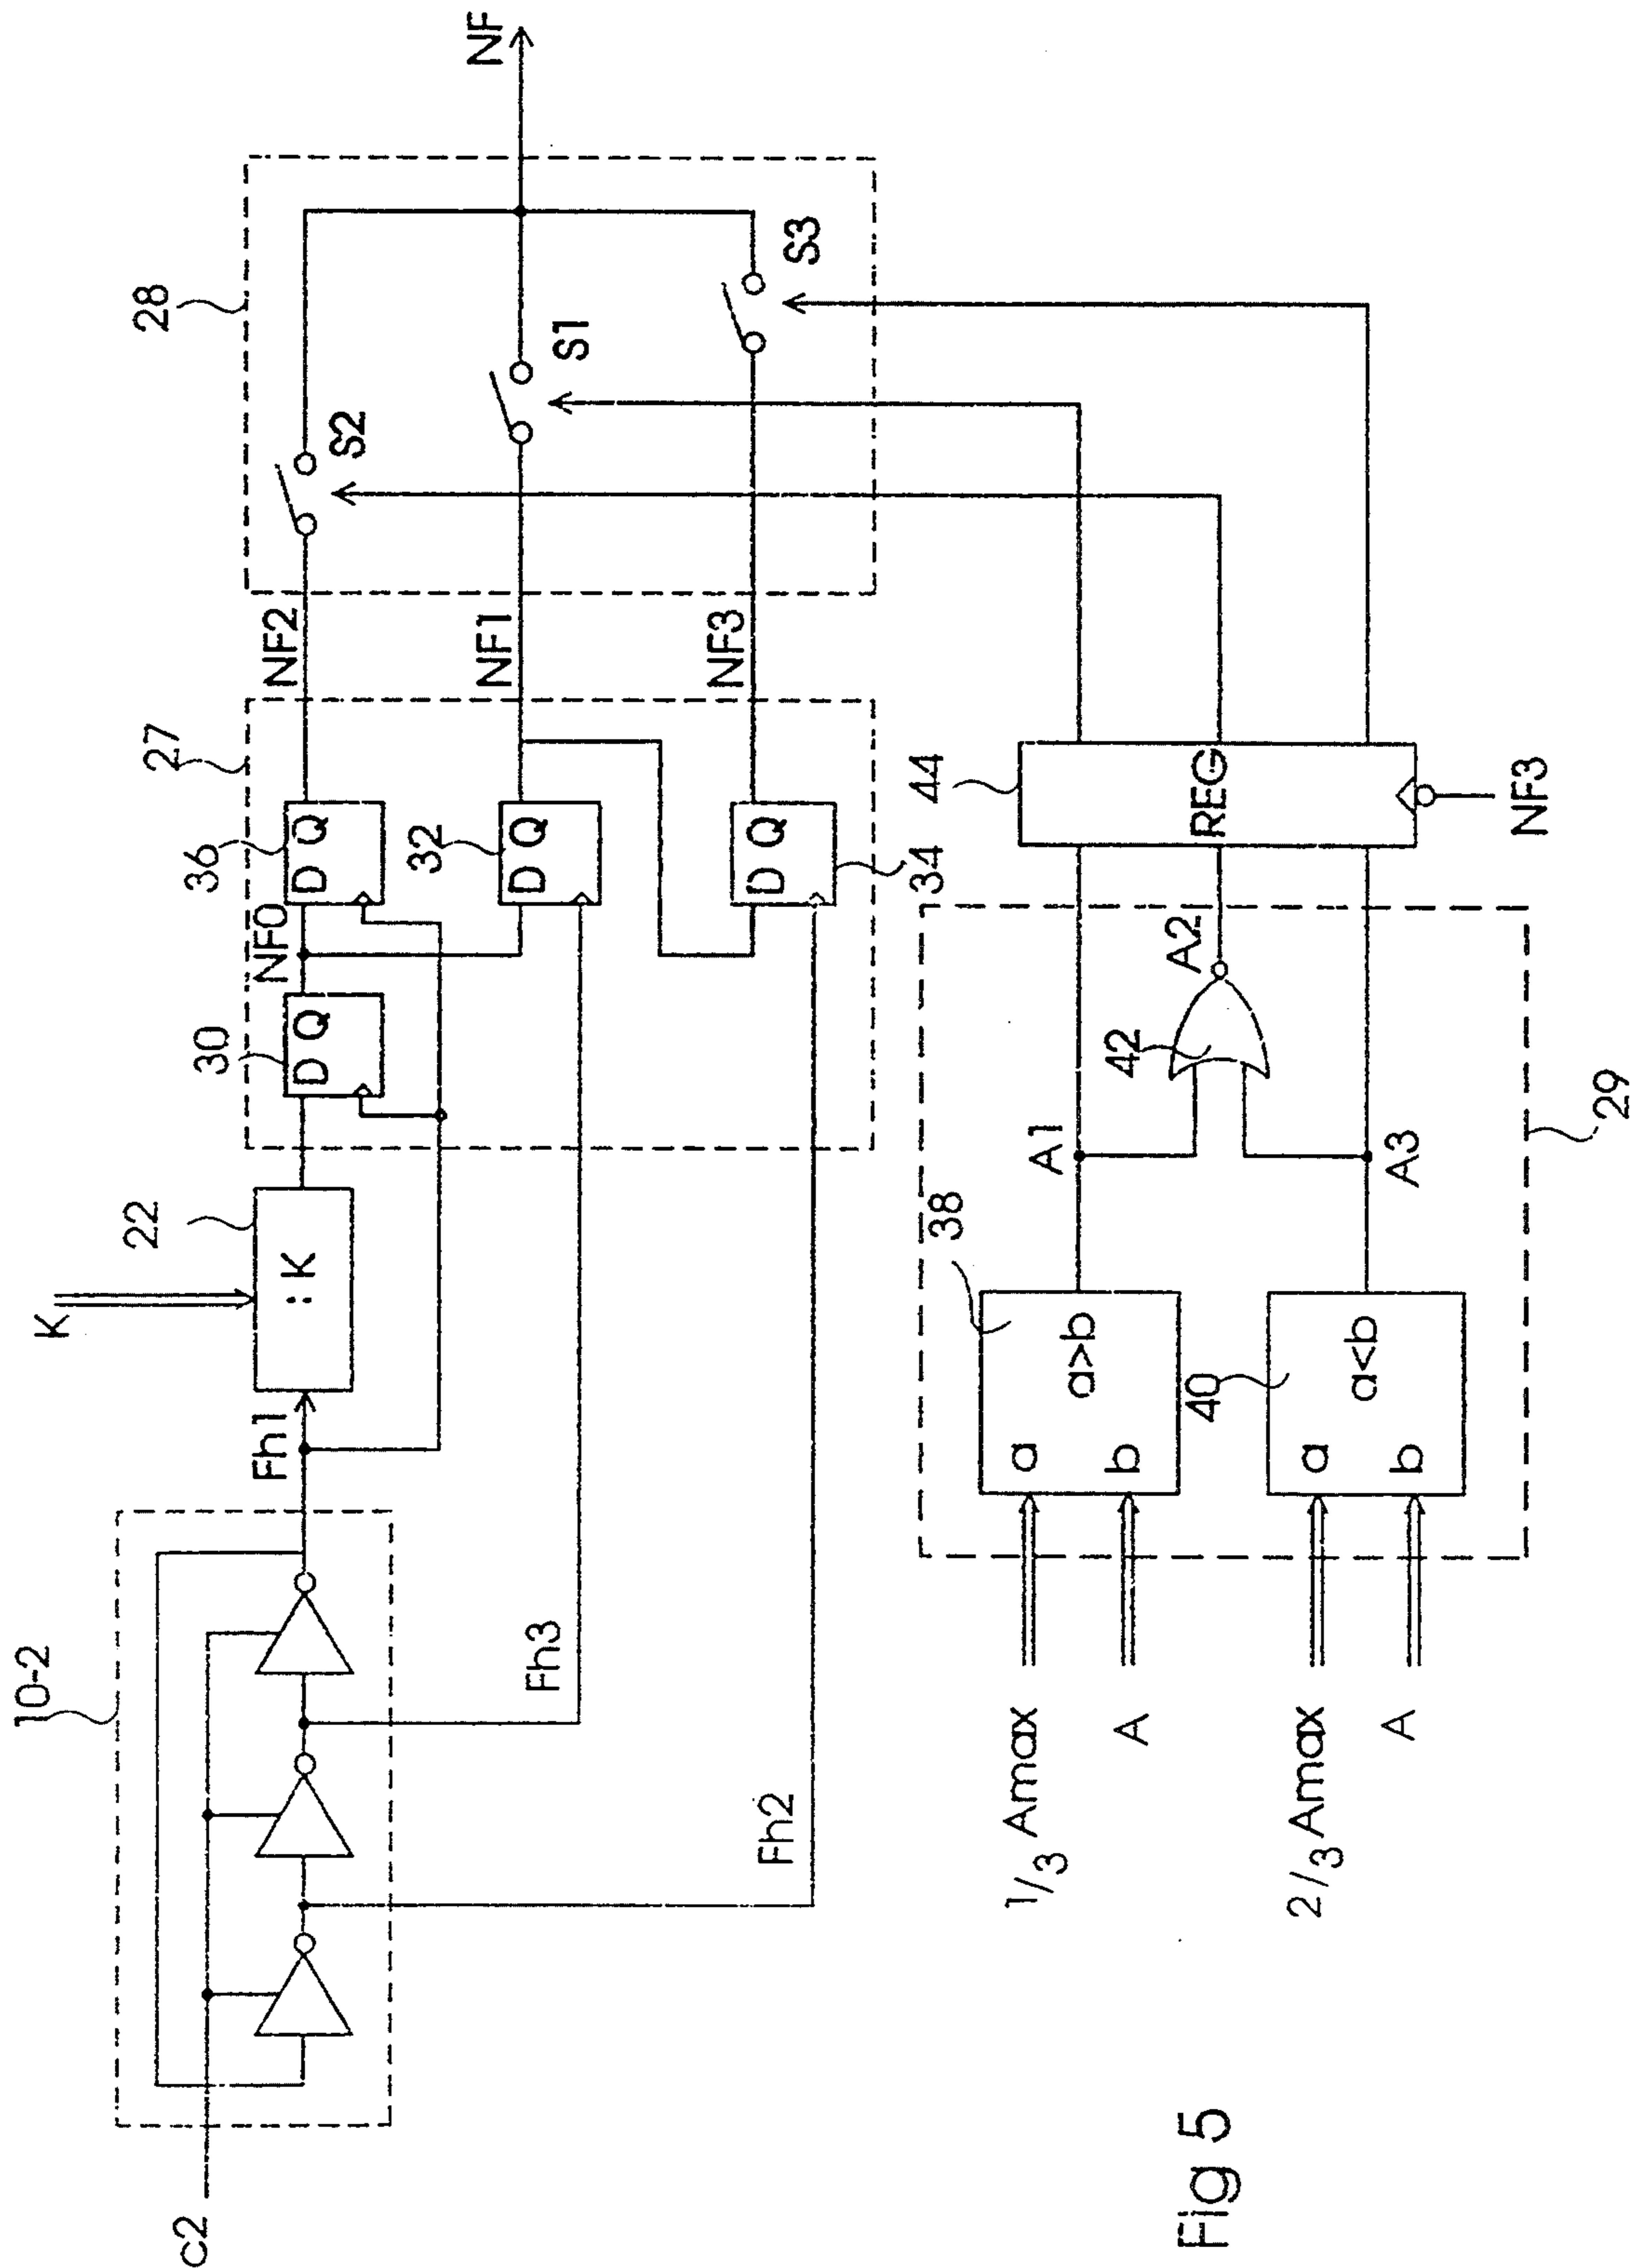 c2
10-2
Fh1
Fh3
Fh2
K
22
: K
27
30
D Q
NF0
36
D Q
32
D Q
34
D Q
NF2
NF1
NF3
28
S2
S1
S3
NF
1/3 Amax
A
2/3 Amax
A
38
a
b
a>b
40
a
b
a<b
A1
A3
42
A2
29
44
REG
NF3
Fig 5